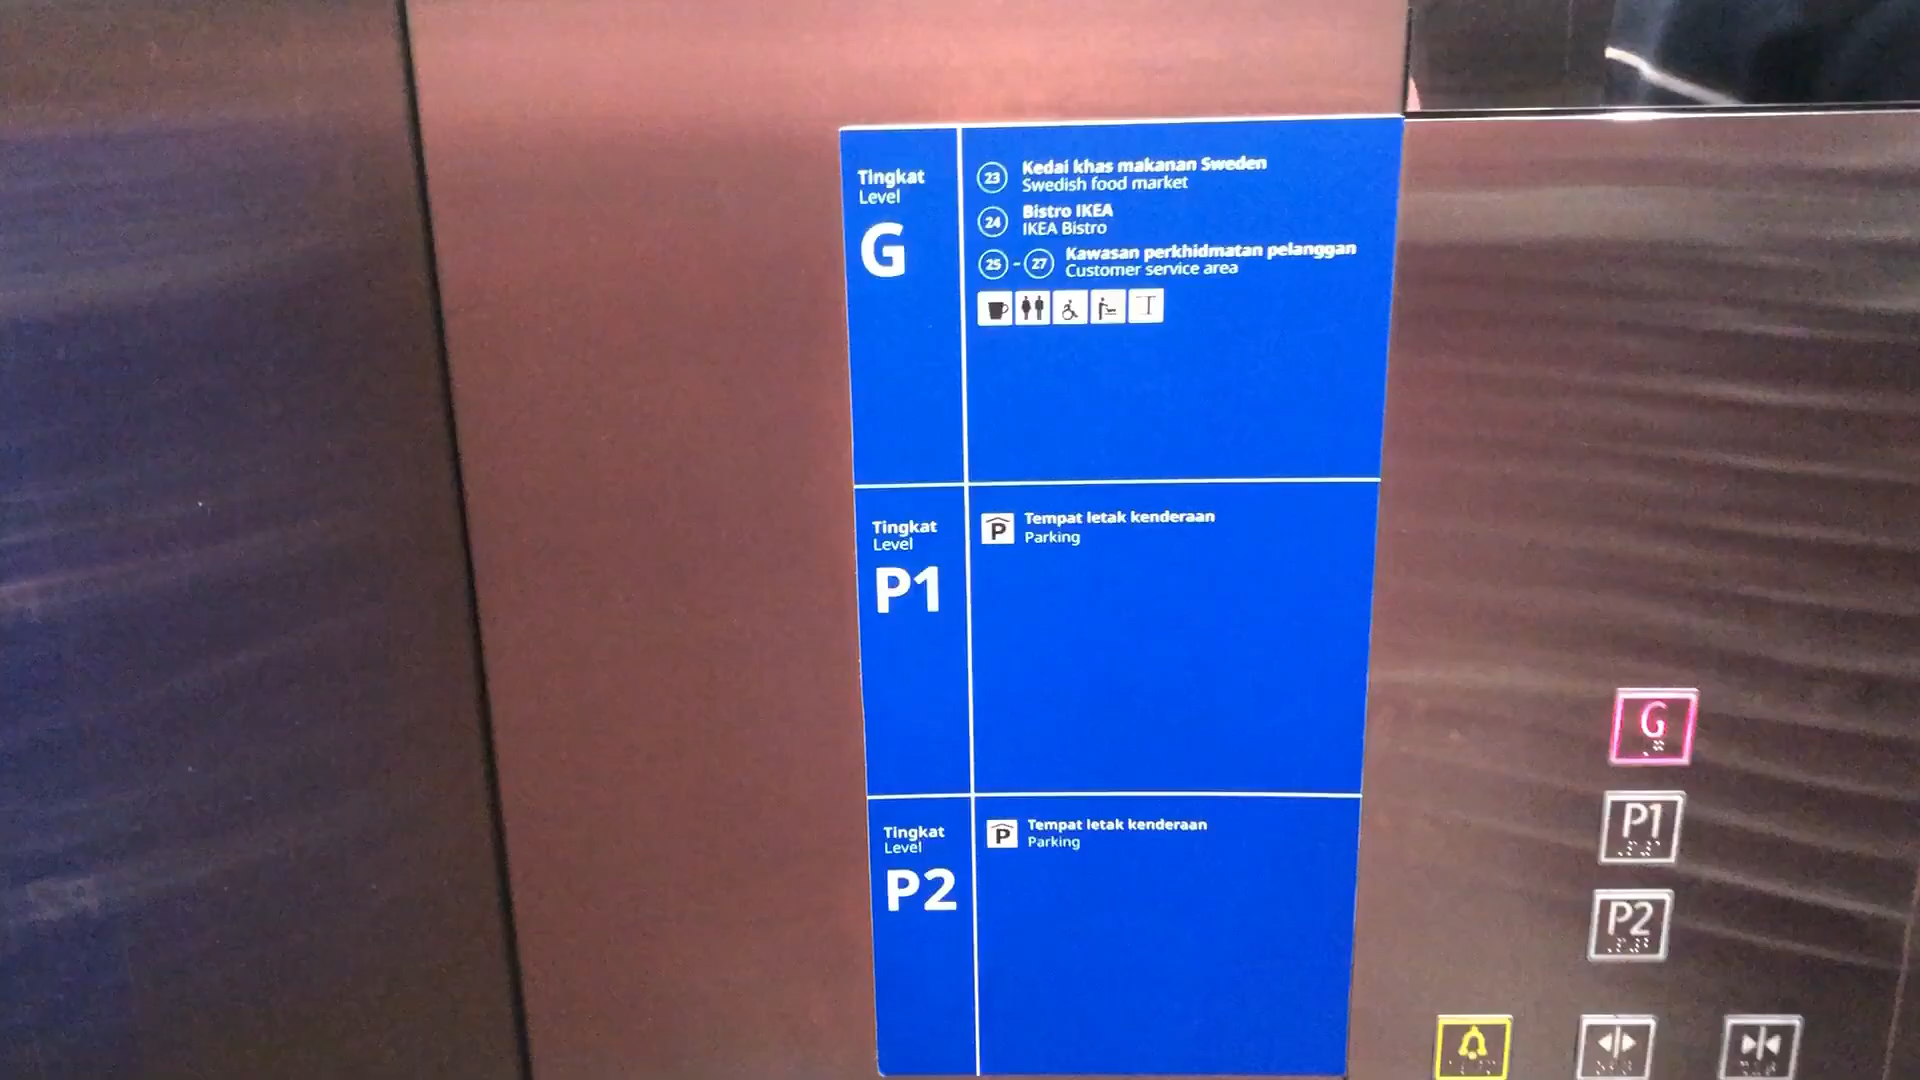 Tingkat
Level
G
23
Kedai khas makanan Sweden
Swedish food market
24
Bistro IKEA
IKEA Bistro
25 - 27
Kawasan perkhidmatan pelanggan
Customer service area
Tingkat
Level
P1
P
Tempat letak kenderaan
Parking
Tingkat
Level
P2
P
Tempat letak kenderaan
Parking
G
P1
P2